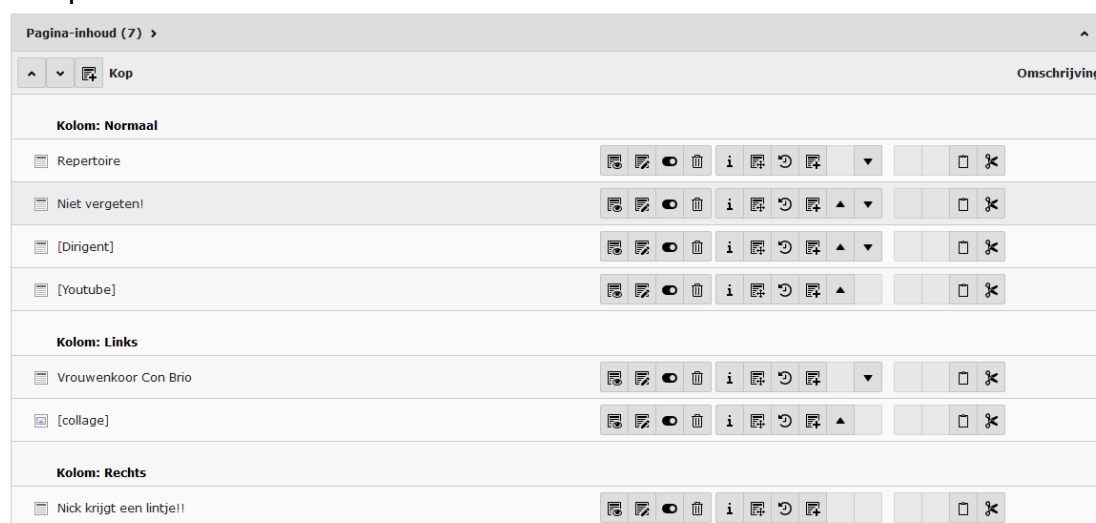 Pagina-inhoud (7)
Kop Omschrijving
Kolom: Normaal
Repertoire
Niet vergeten!
[Dirigent]
[Youtube]
Kolom: Links
Vrouwenkoor Con Brio
[collage]
Kolom: Rechts
Nick krijgt een lintje!!